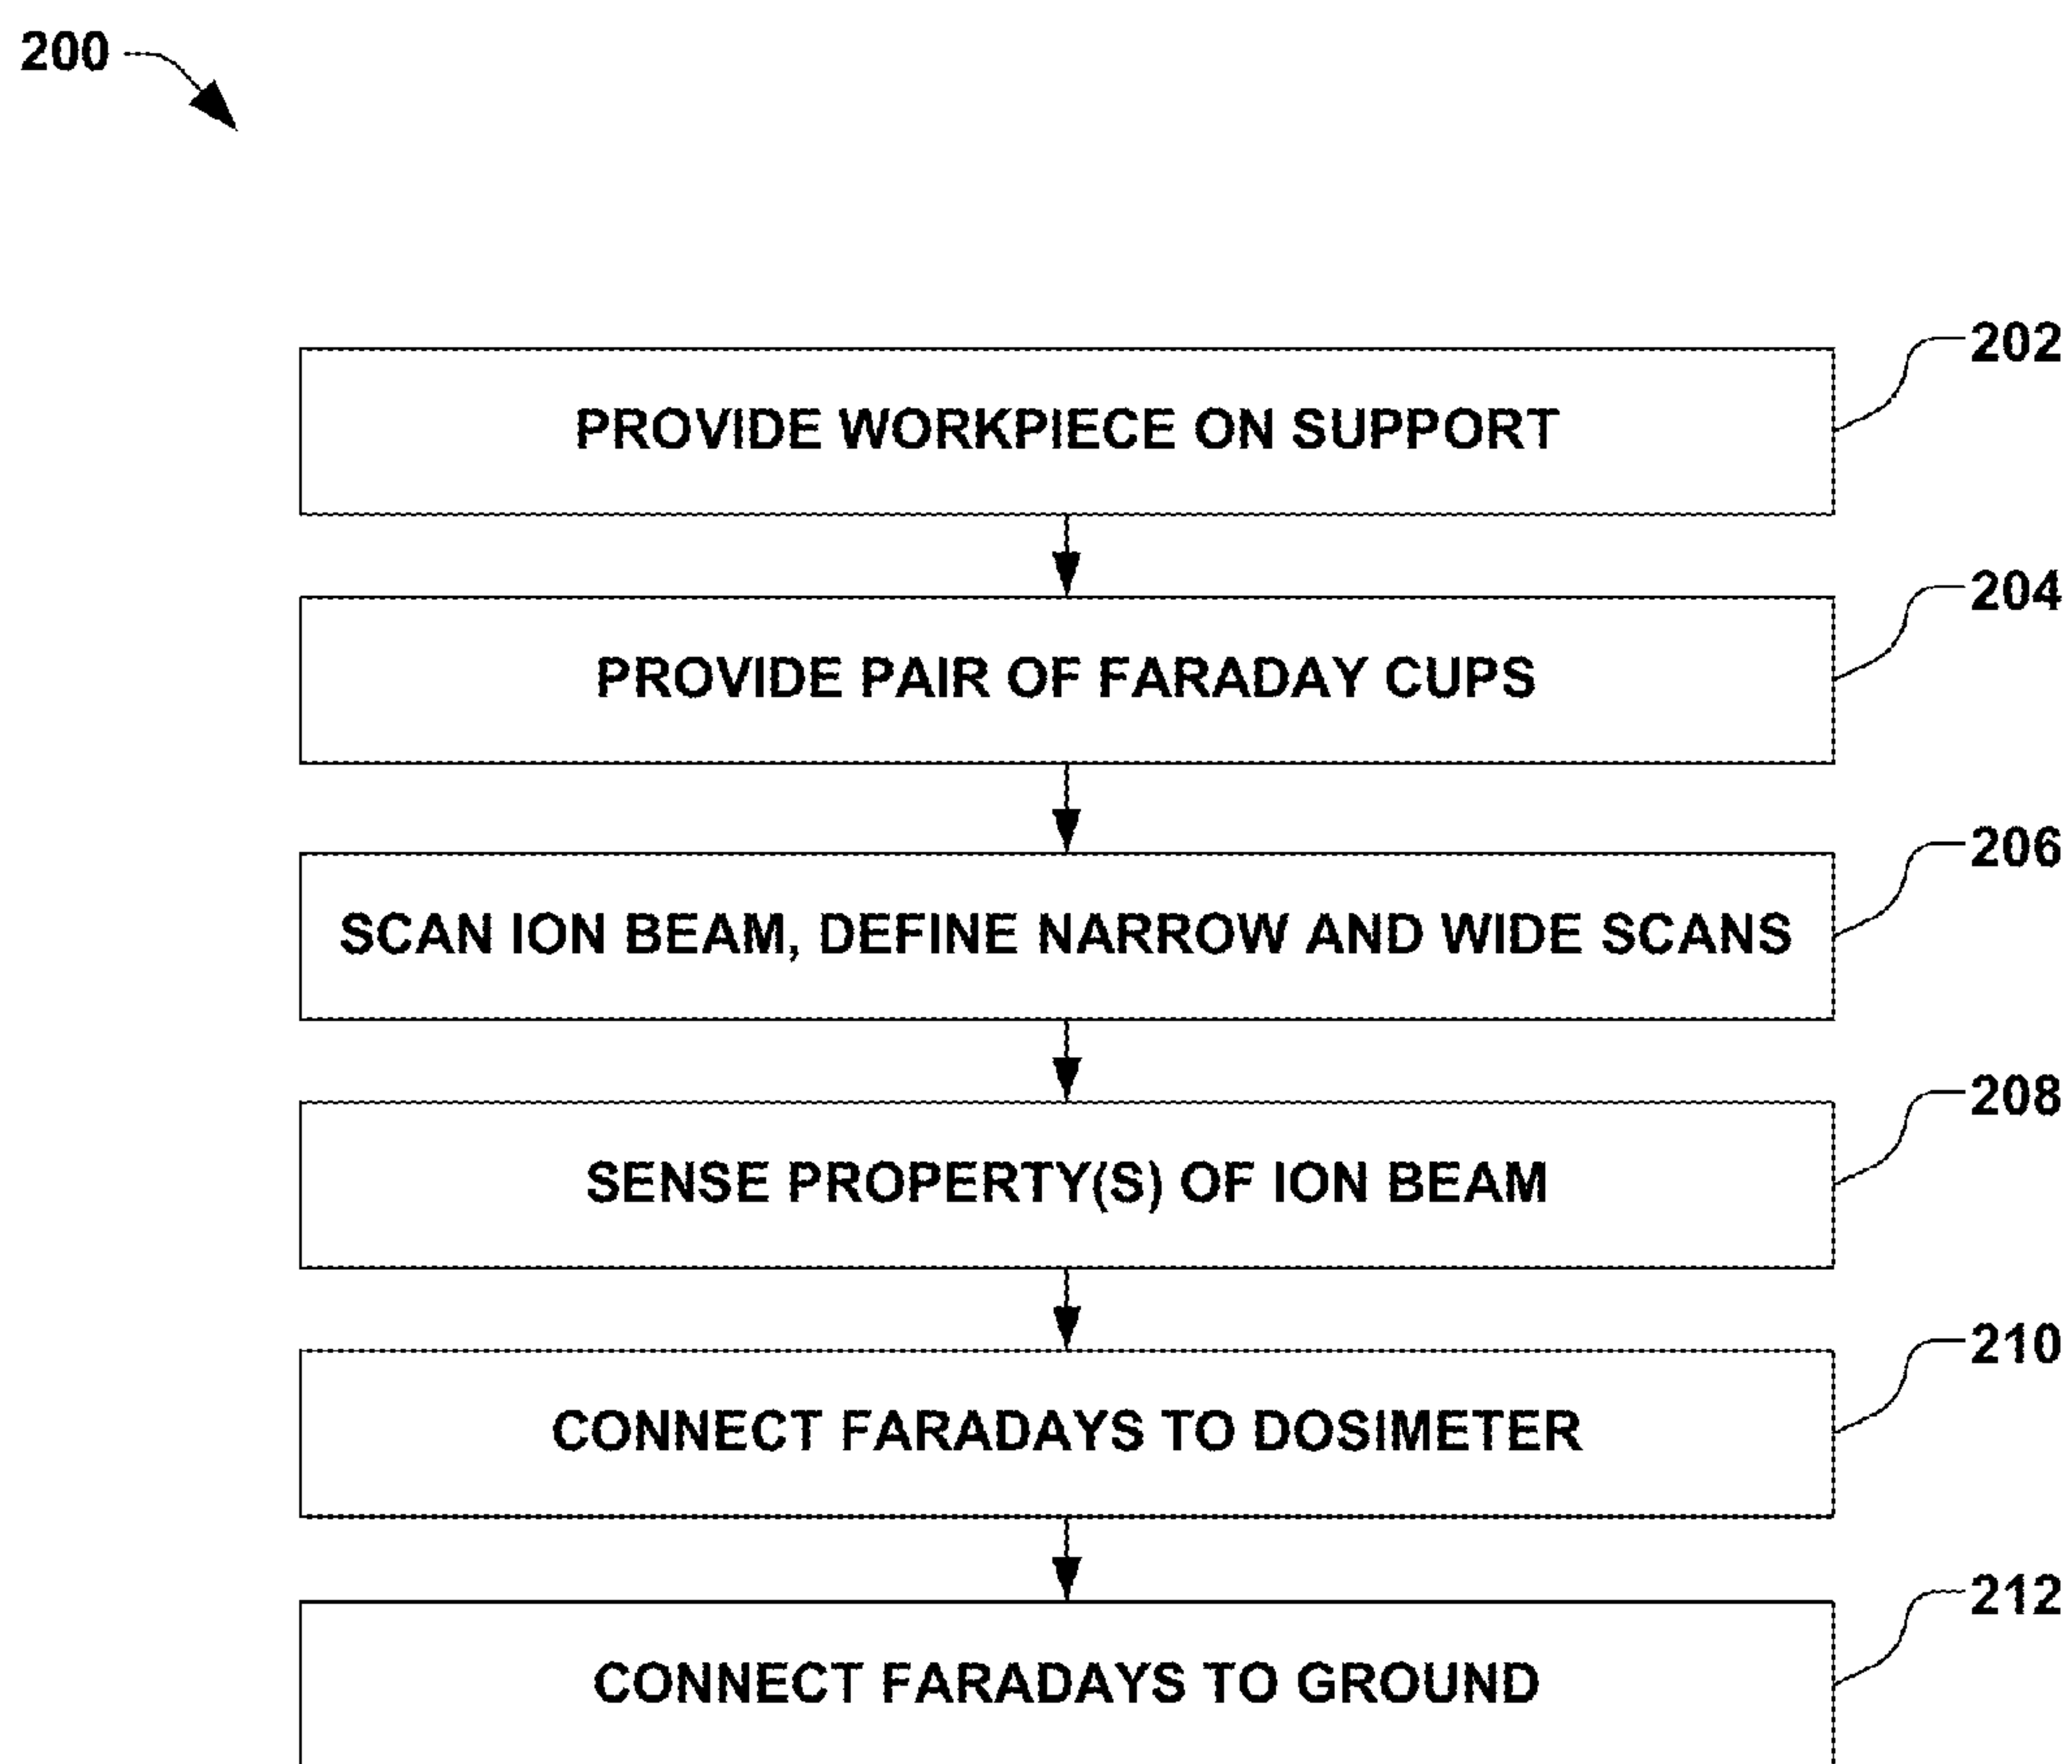 200
202
PROVIDE WORKPIECE ON SUPPORT
204
PROVIDE PAIR OF FARADAY CUPS
206
SCAN ION BEAM, DEFINE NARROW AND WIDE SCANS
208
SENSE PROPERTY(S) OF ION BEAM
210
CONNECT FARADAYS TO DOSIMETER
212
CONNECT FARADAYS TO GROUND